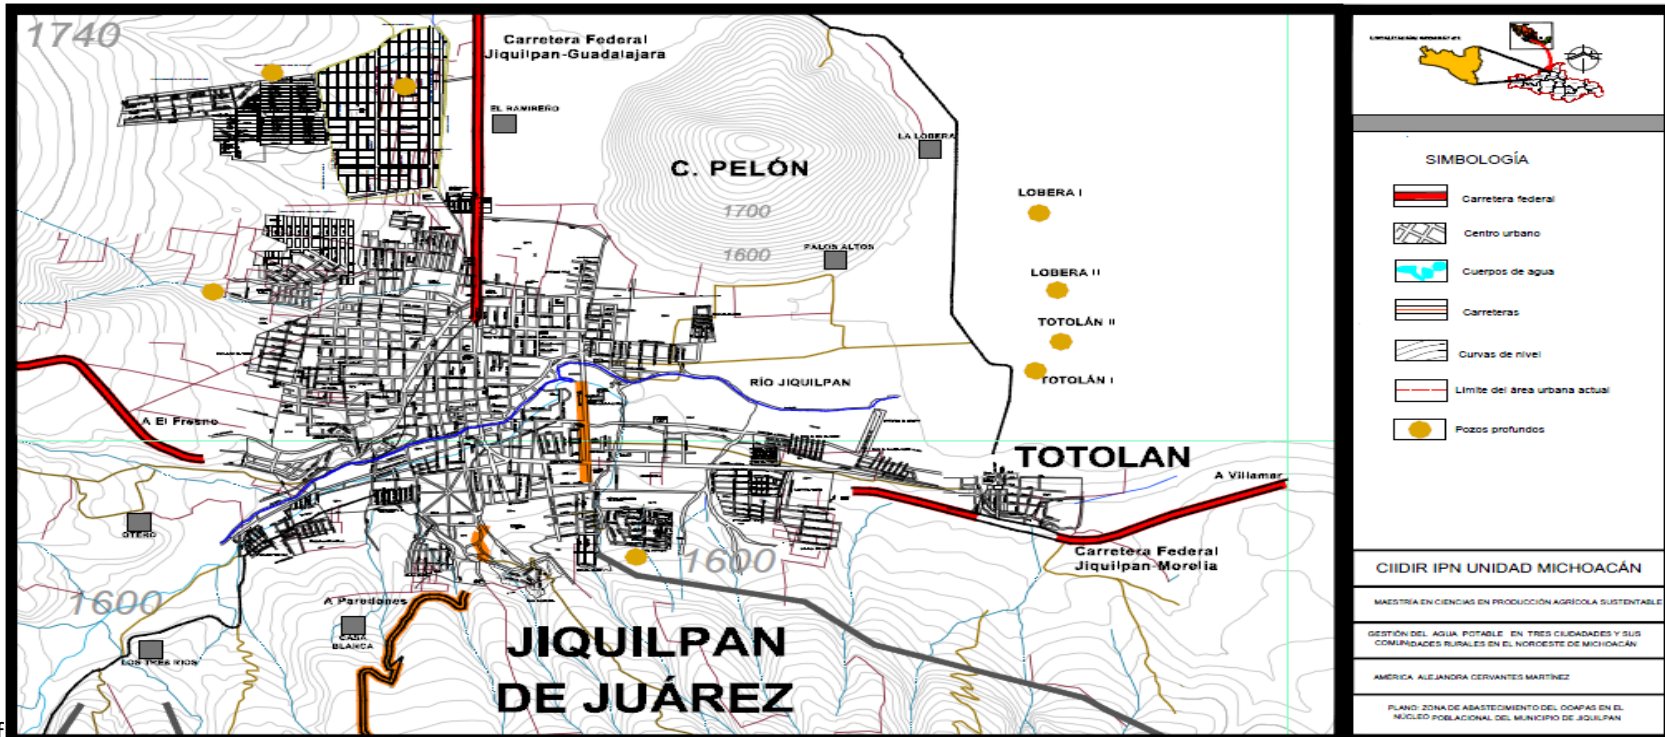 1740
Carretera Federal
Jiquilpan-Guadalajara
EL RAMIREÑO
LA LOBERA
C. PELÓN
1700
1600
PALOS ALTOS
LOBERA I
LOBERA II
TOTOLÁN II
TOTOLÁN I
RÍO JIQUILPAN
A El Fresno
TOTOLAN
A Villamar
Carretera Federal
Jiquilpan-Morelia
OTERO
1600
1600
A Paredones
CASA
BLANCA
LOS TRES RIOS
JIQUILPAN
DE JUÁREZ
SIMBOLOGÍA
Carretera federal
Centro urbano
Cuerpos de agua
Carreteras
Curvas de nivel
Limite del área urbana actual
Pozos profundos
CIIDIR IPN UNIDAD MICHOACÁN
MAESTRÍA EN CIENCIAS EN PRODUCCIÓN AGRÍCOLA SUSTENTABLE
GESTIÓN DEL AGUA POTABLE EN TRES CIUDADADES Y SUS
COMUNIDADES RURALES EN EL NOROESTE DE MICHOACÁN
AMÉRICA ALEJANDRA CERVANTES MARTÍNEZ
PLANO: ZONA DE ABASTECIMIENTO DEL OOAPAS EN EL
NÚCLEO POBLACIONAL DEL MUNICIPIO DE JIQUILPAN